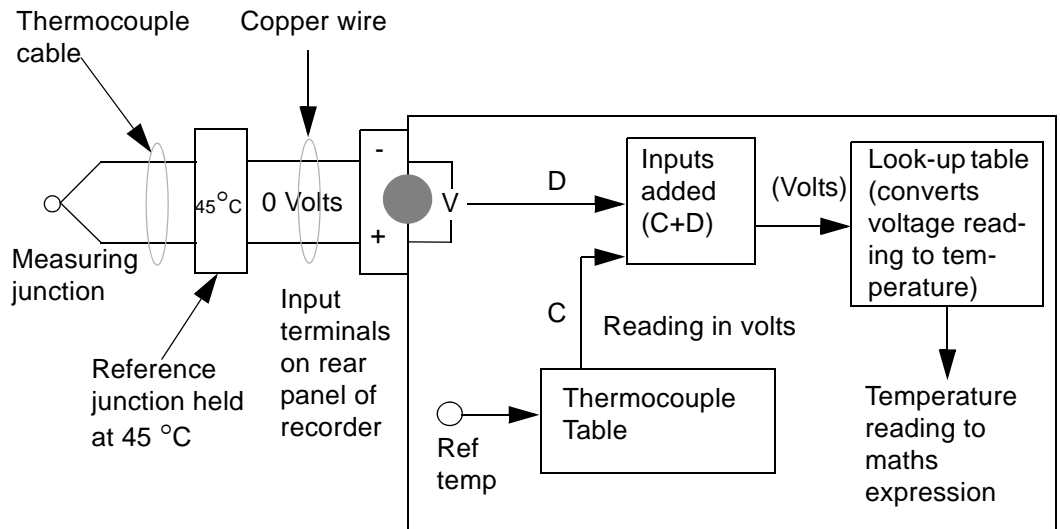 Thermocouple
cable
Copper wire
45°C
0 Volts
-
+
V
D
Inputs
added
(C+D)
(Volts)
Look-up table
(converts
voltage read-
ing to tem-
perature)
Measuring
junction
Reference
junction held
at 45 °C
Input
terminals
on rear
panel of
recorder
C
Reading in volts
Ref
temp
Thermocouple
Table
Temperature
reading to
maths
expression